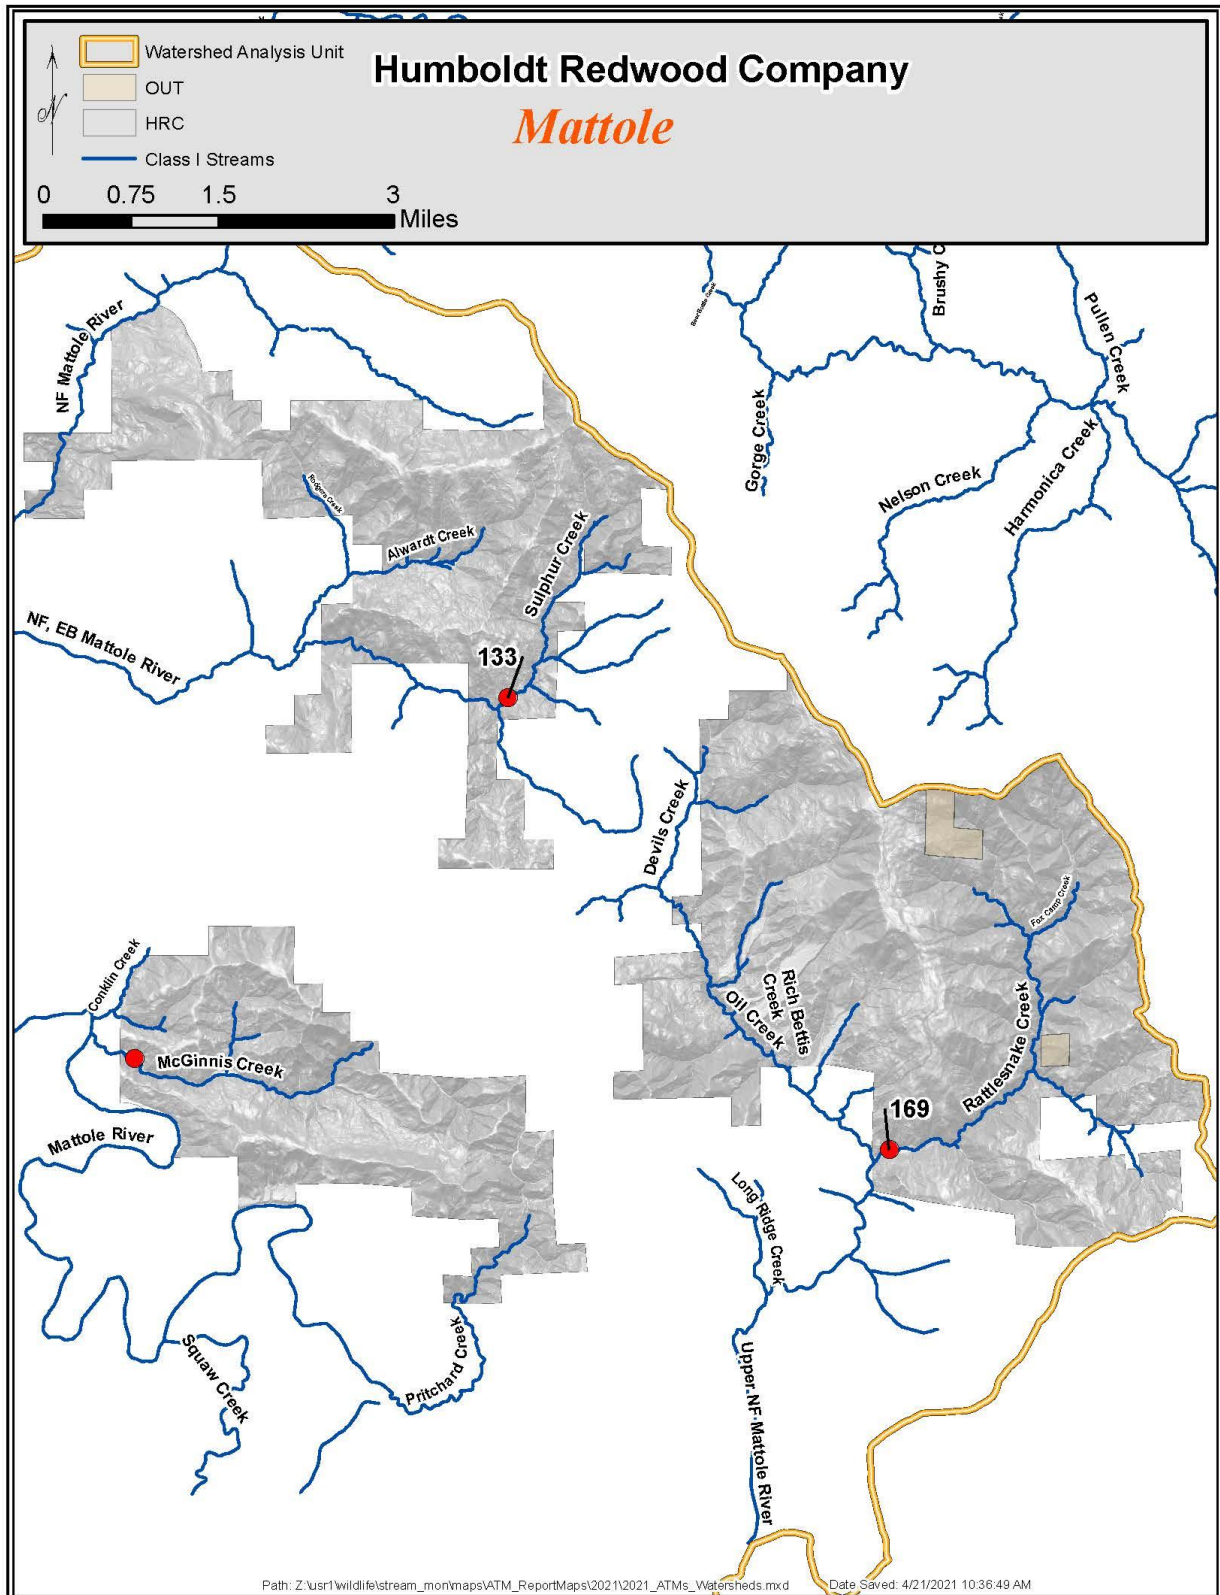 Watershed Analysis Unit
OUT
HRC
Class I Streams
N
Humboldt Redwood Company
Mattole
0 0.75 1.5 3
Miles
NF Mattole River
Brushy C
Pullen Creek
Gorge Creek
Nelson Creek
Harmonica Creek
Rodgers Creek
Alwardt Creek
Sulphur Creek
NF, EB Mattole River
133
Devils Creek
Fox Camp Creek
Conklin Creek
Rich Bettis
Creek
Oil Creek
Rattlesnake Creek
McGinnis Creek
169
Mattole River
Long Ridge Creek
Squaw Creek
Pritchard Creek
Upper NF Mattole River
Path: Z:\usr1\wildlife\stream_mon\maps\ATM_ReportMaps\2021\2021_ATMs_Watersheds.mxd
Date Saved: 4/21/2021 10:36:49 AM